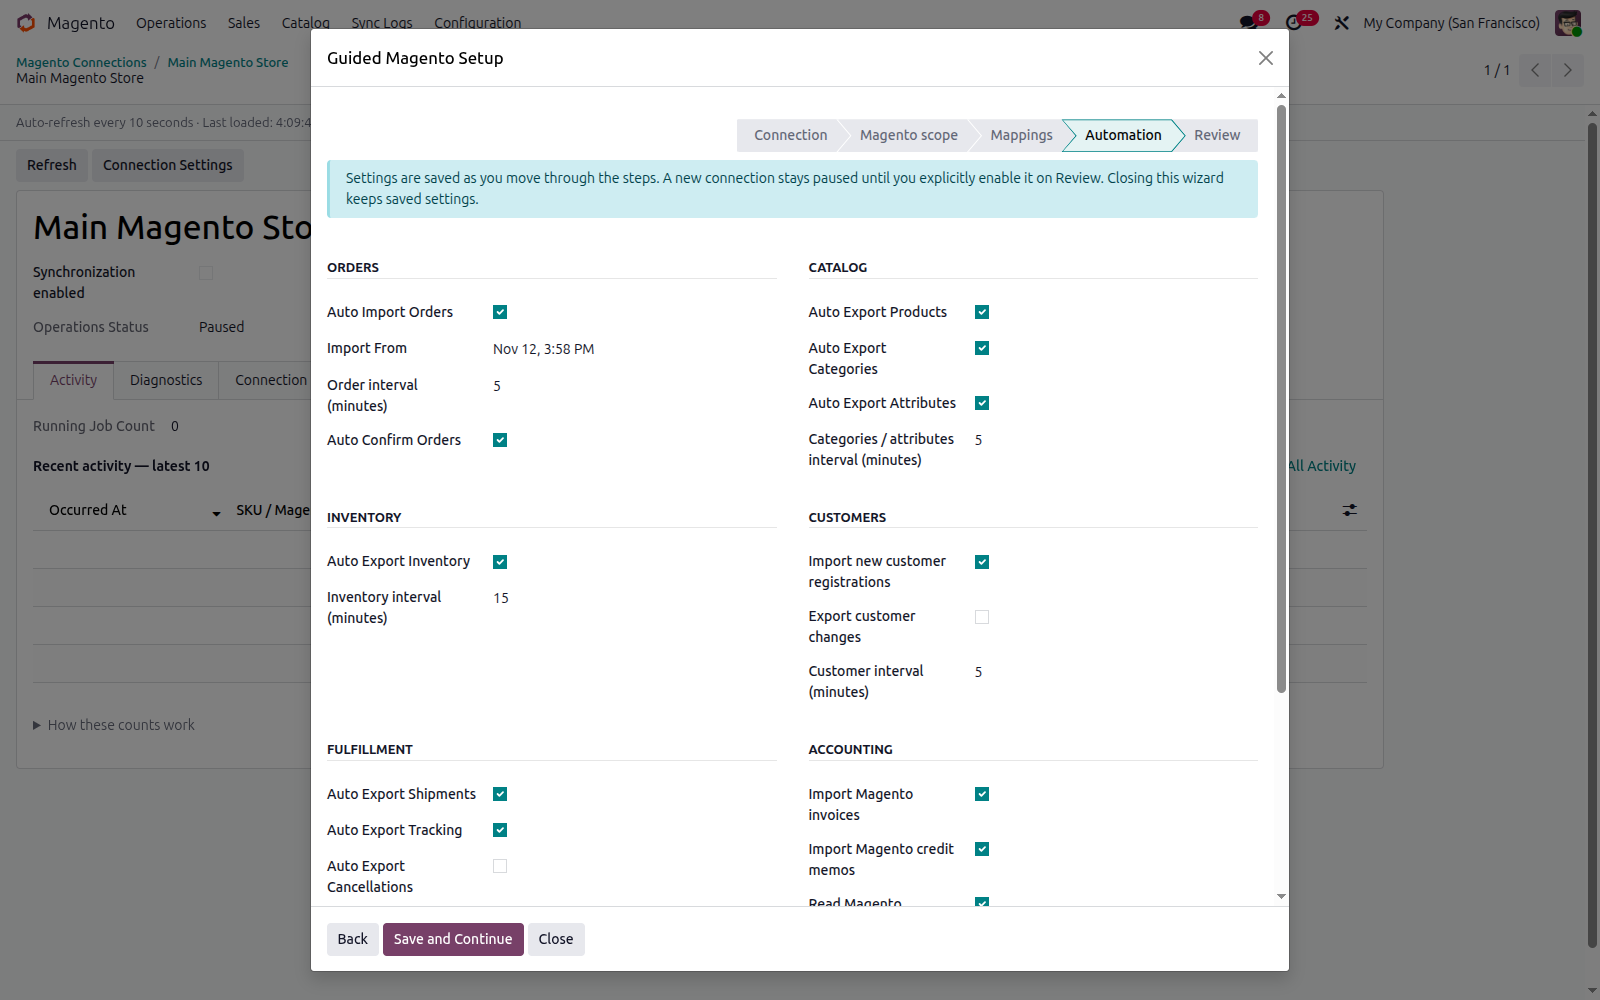 Magento
Operations
Sales
Catalog
Sync Logs
Configuration
8
25
My Company (San Francisco)
Magento Connections / Main Magento Store
Main Magento Store
1 / 1
Auto-refresh every 10 seconds · Last loaded: 4:09:4
Refresh
Connection Settings
Main Magento Sto
Synchronization
enabled
Operations Status
Paused
Activity
Diagnostics
Connection
Running Job Count 0
Recent activity — latest 10
All Activity
Occurred At
SKU / Mage
How these counts work
Guided Magento Setup
Connection
Magento scope
Mappings
Automation
Review
Settings are saved as you move through the steps. A new connection stays paused until you explicitly enable it on Review. Closing this wizard
keeps saved settings.
ORDERS
Auto Import Orders
Import From
Nov 12, 3:58 PM
Order interval
(minutes)
5
Auto Confirm Orders
CATALOG
Auto Export Products
Auto Export
Categories
Auto Export Attributes
Categories / attributes
interval (minutes)
5
INVENTORY
Auto Export Inventory
Inventory interval
(minutes)
15
CUSTOMERS
Import new customer
registrations
Export customer
changes
Customer interval
(minutes)
5
FULFILLMENT
Auto Export Shipments
Auto Export Tracking
Auto Export
Cancellations
ACCOUNTING
Import Magento
invoices
Import Magento credit
memos
Read Magento
Back
Save and Continue
Close